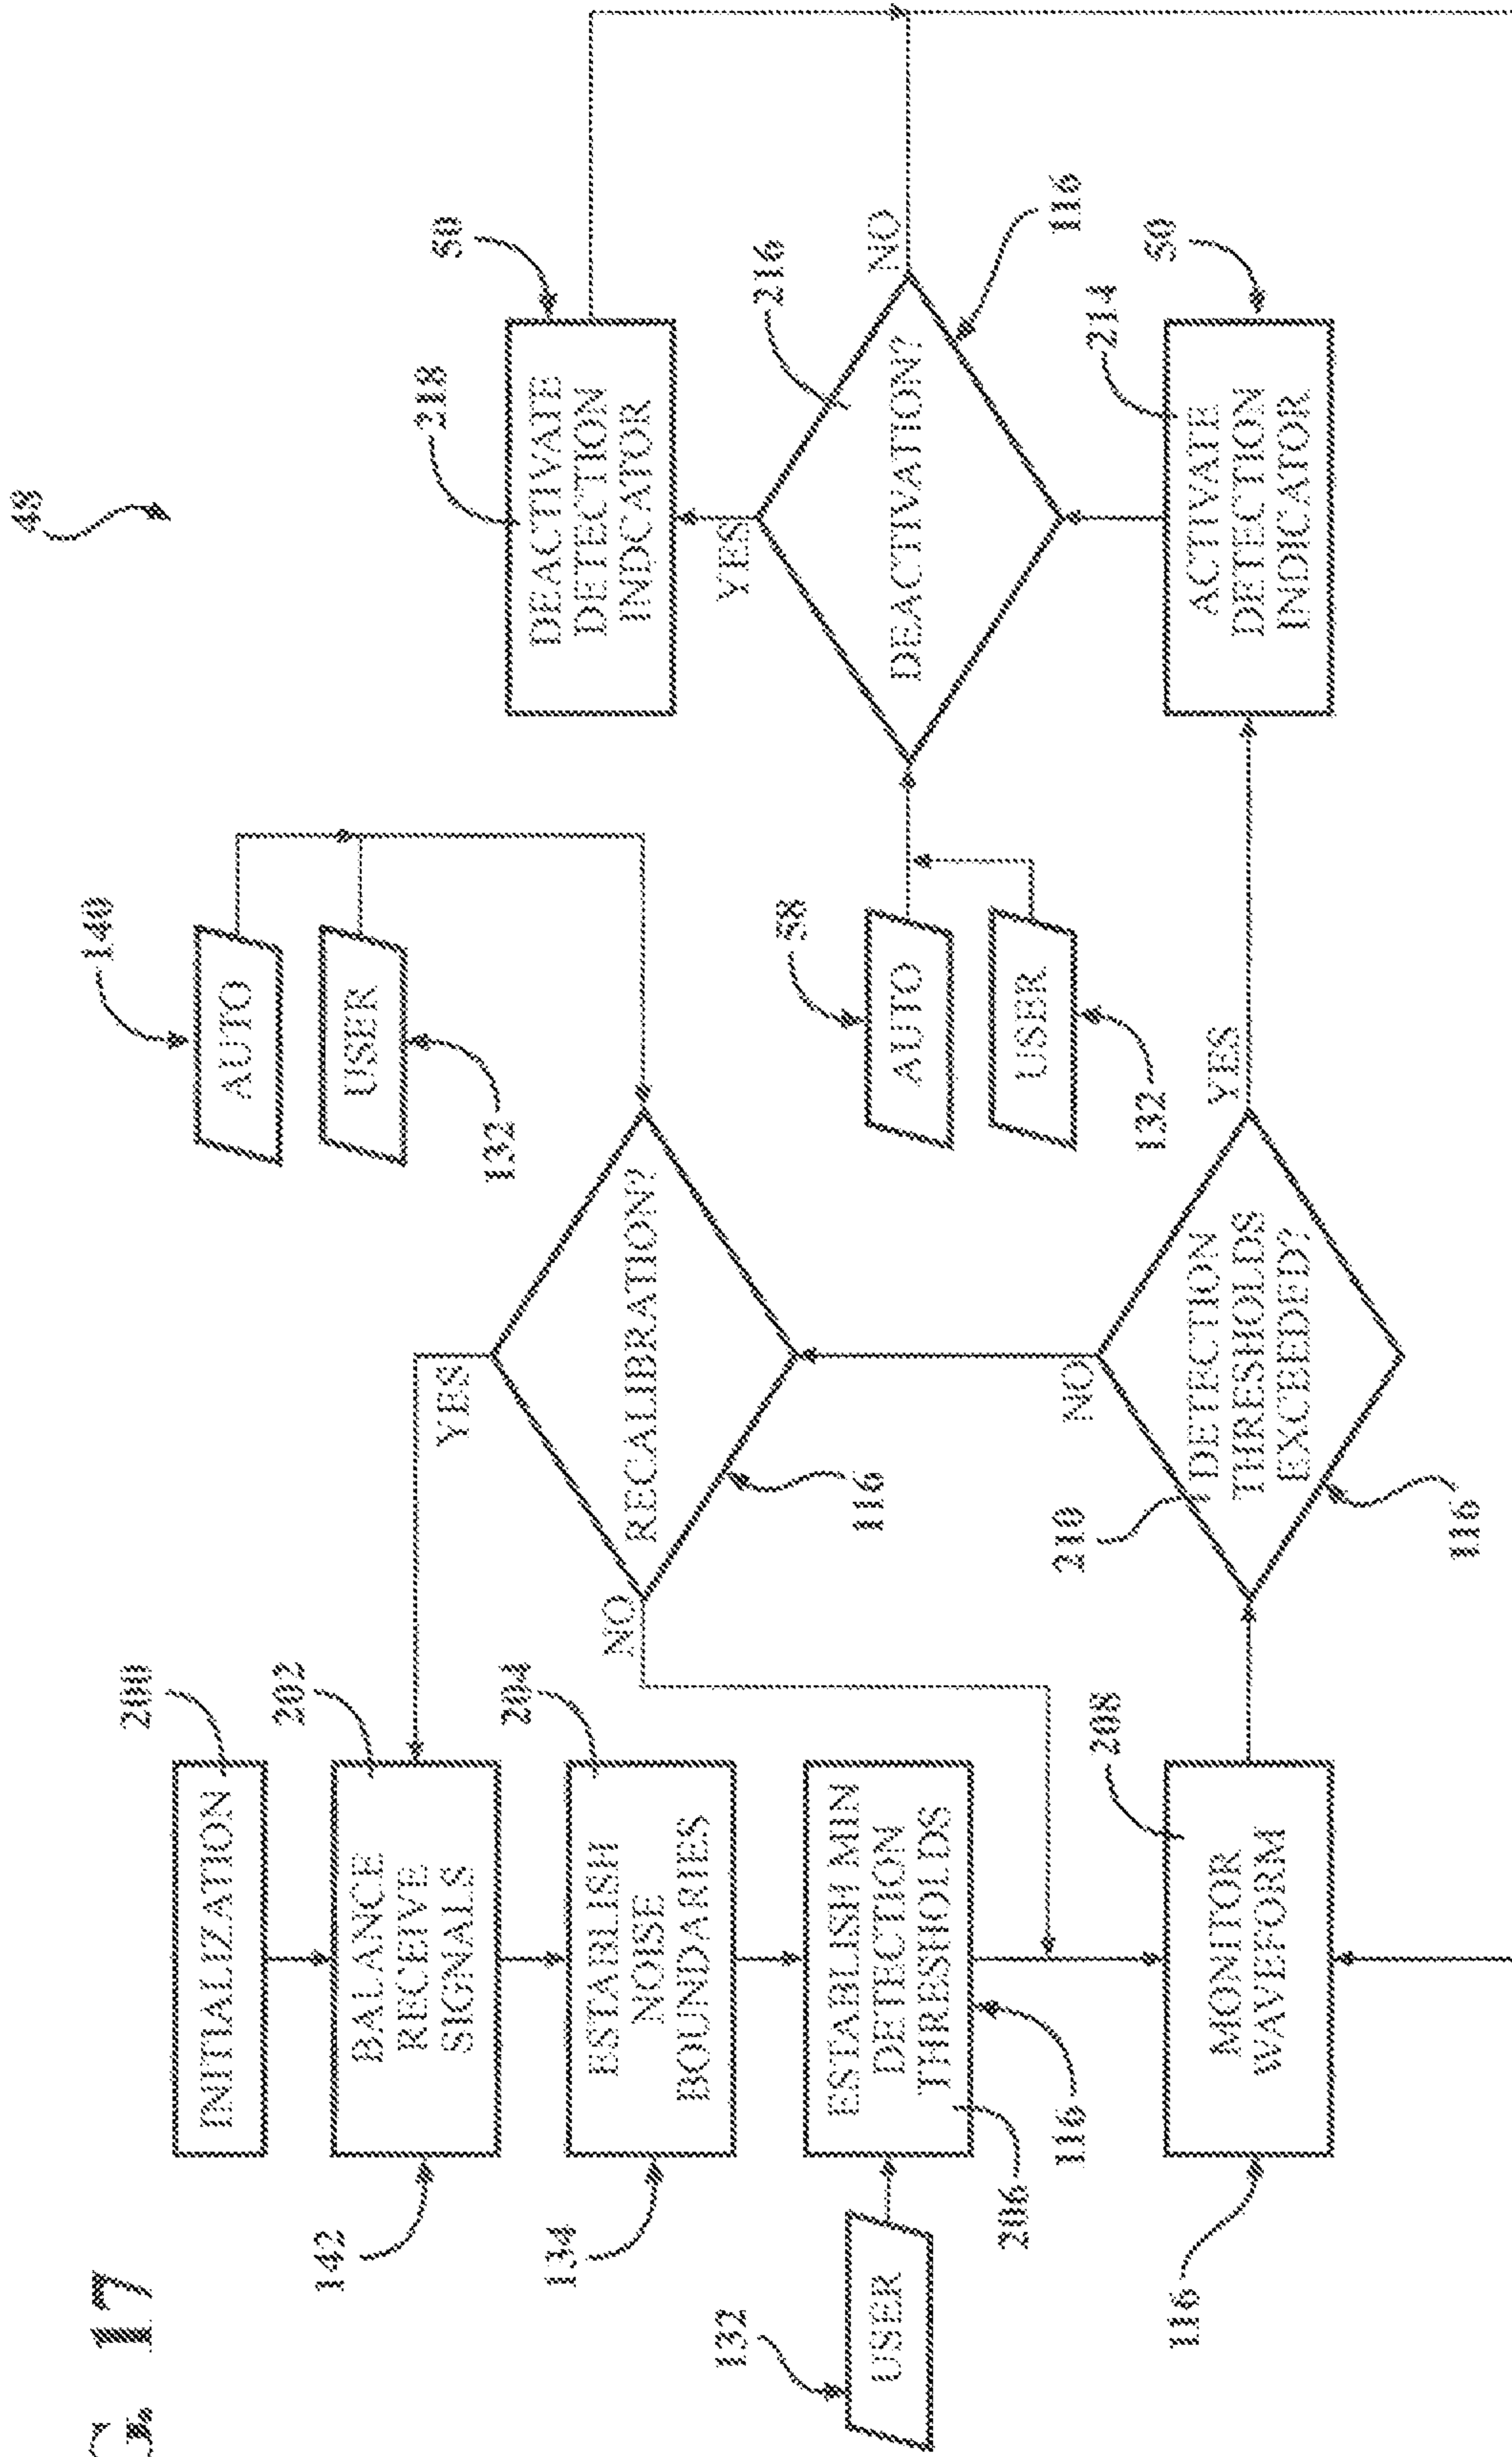 G. 17
48
INITIALIZATION
200
BALANCE
RECEIVE
SIGNALS
202
142
ESTABLISH
NOISE
BOUNDARIES
204
134
ESTABLISH MIN
DETECTION
THRESHOLDS
206
116
USER
132
MONITOR
WAVEFORM
208
116
DETECTION
THRESHOLDS
EXCEEDED?
210
116
NO
YES
RECALIBRATION?
116
YES
NO
AUTO
140
USER
132
ACTIVATE
DETECTION
INDICATOR
214
50
DEACTIVATION?
216
116
YES
NO
AUTO
58
USER
132
DEACTIVATE
DETECTION
INDCATOR
218
50